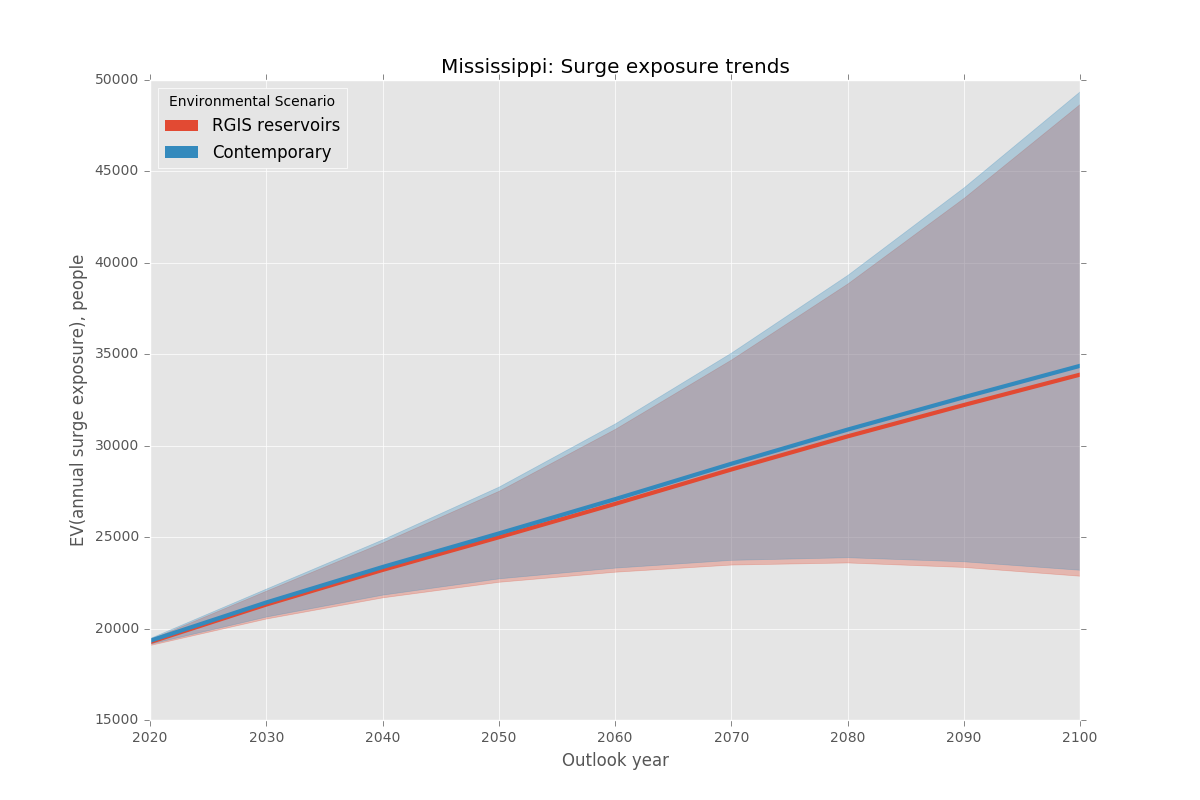 Mississippi: Surge exposure trends
50000
45000
40000
35000
30000
25000
20000
15000
EV(annual surge exposure), people
Environmental Scenario
RGIS reservoirs
Contemporary
2020 2030 2040 2050 2060 2070 2080 2090 2100
Outlook year